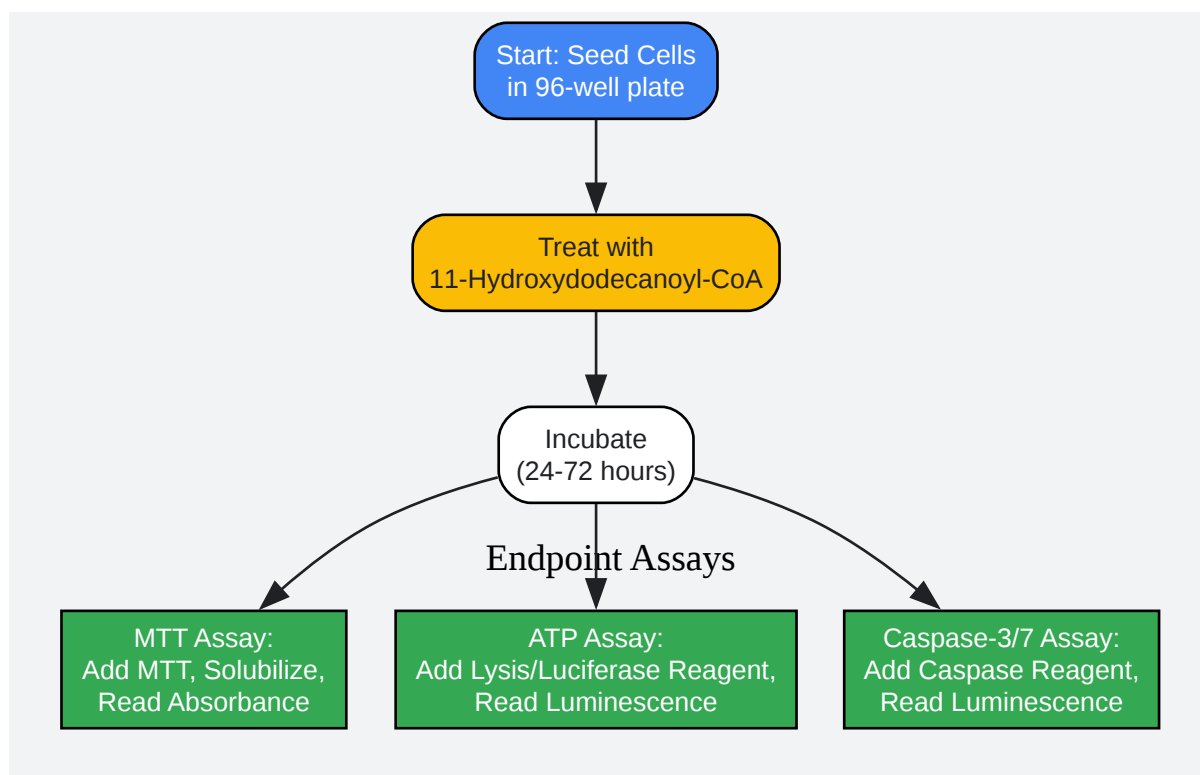 Start: Seed Cells
in 96-well plate
Treat with
11-Hydroxydodecanoyl-CoA
Incubate
(24-72 hours)
Endpoint Assays
MTT Assay:
Add MTT, Solubilize,
Read Absorbance
ATP Assay:
Add Lysis/Luciferase Reagent,
Read Luminescence
Caspase-3/7 Assay:
Add Caspase Reagent,
Read Luminescence